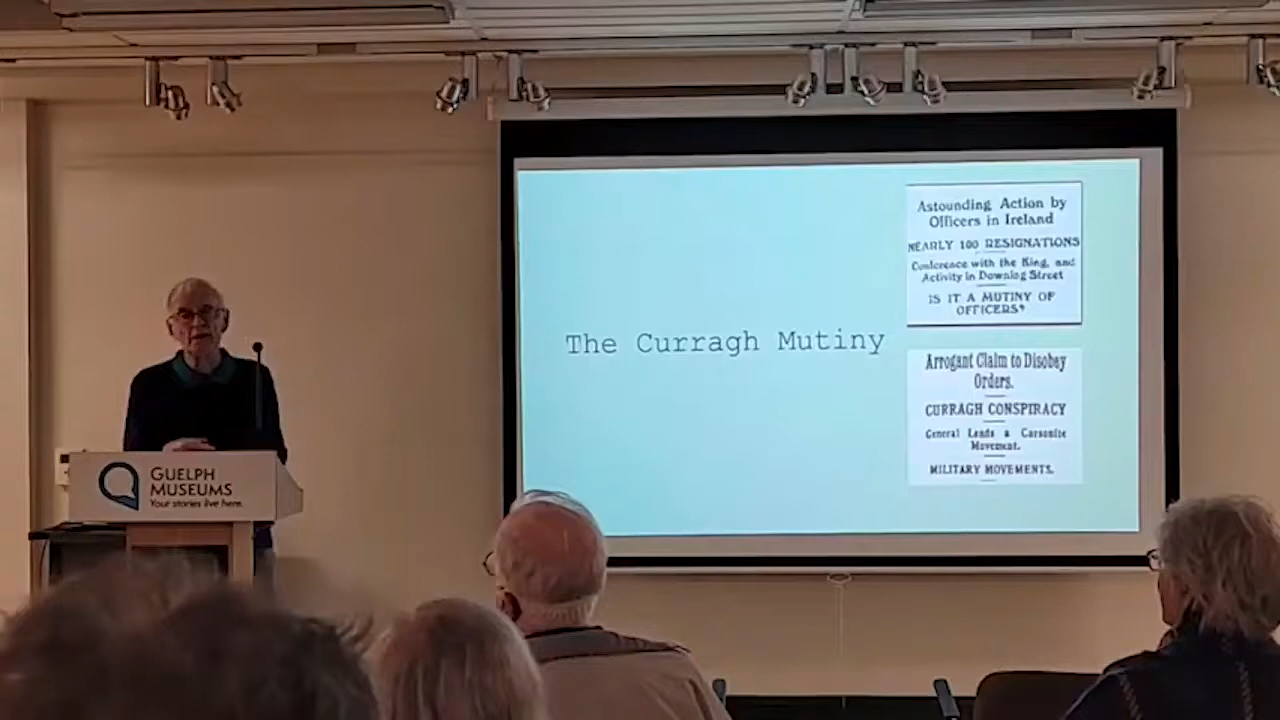 GUELPH
MUSEUMS
Your stories live here.
The Curragh Mutiny
Astounding Action by
Officers in Ireland
NEARLY 100 RESIGNATIONS
Conference with the King, and
Activity in Downing Street
IS IT A MUTINY OF
OFFICERS?
Arrogant Claim to Disobey
Orders.
CURRAGH CONSPIRACY
General Leads a Carsonite
Movement.
MILITARY MOVEMENTS.